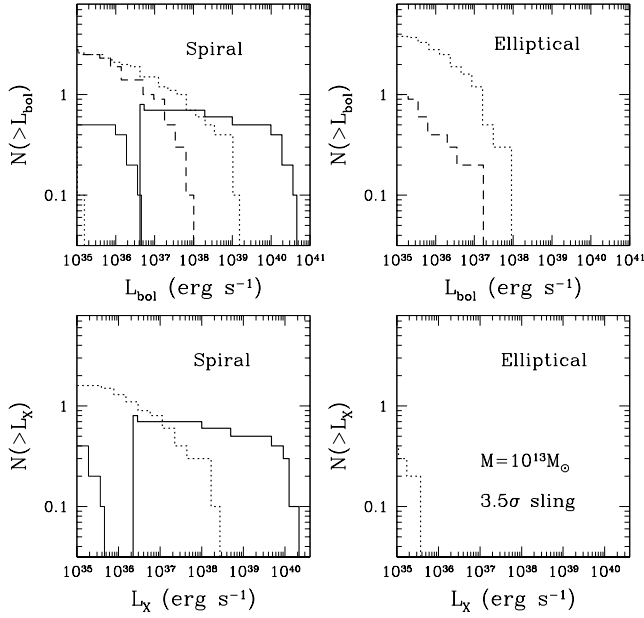 Spiral
N(>L_bol)
1
0.1
10^35 10^36 10^37 10^38 10^39 10^40 10^41
L_bol (erg s^−1)
Elliptical
N(>L_bol)
1
0.1
10^35 10^36 10^37 10^38 10^39 10^40 10^41
L_bol (erg s^−1)
Spiral
N(>L_X)
1
0.1
10^35 10^36 10^37 10^38 10^39 10^40
L_X (erg s^−1)
Elliptical
N(>L_X)
1
M=10^13M_⊙
0.1
3.5σ sling
10^35 10^36 10^37 10^38 10^39 10^40
L_X (erg s^−1)